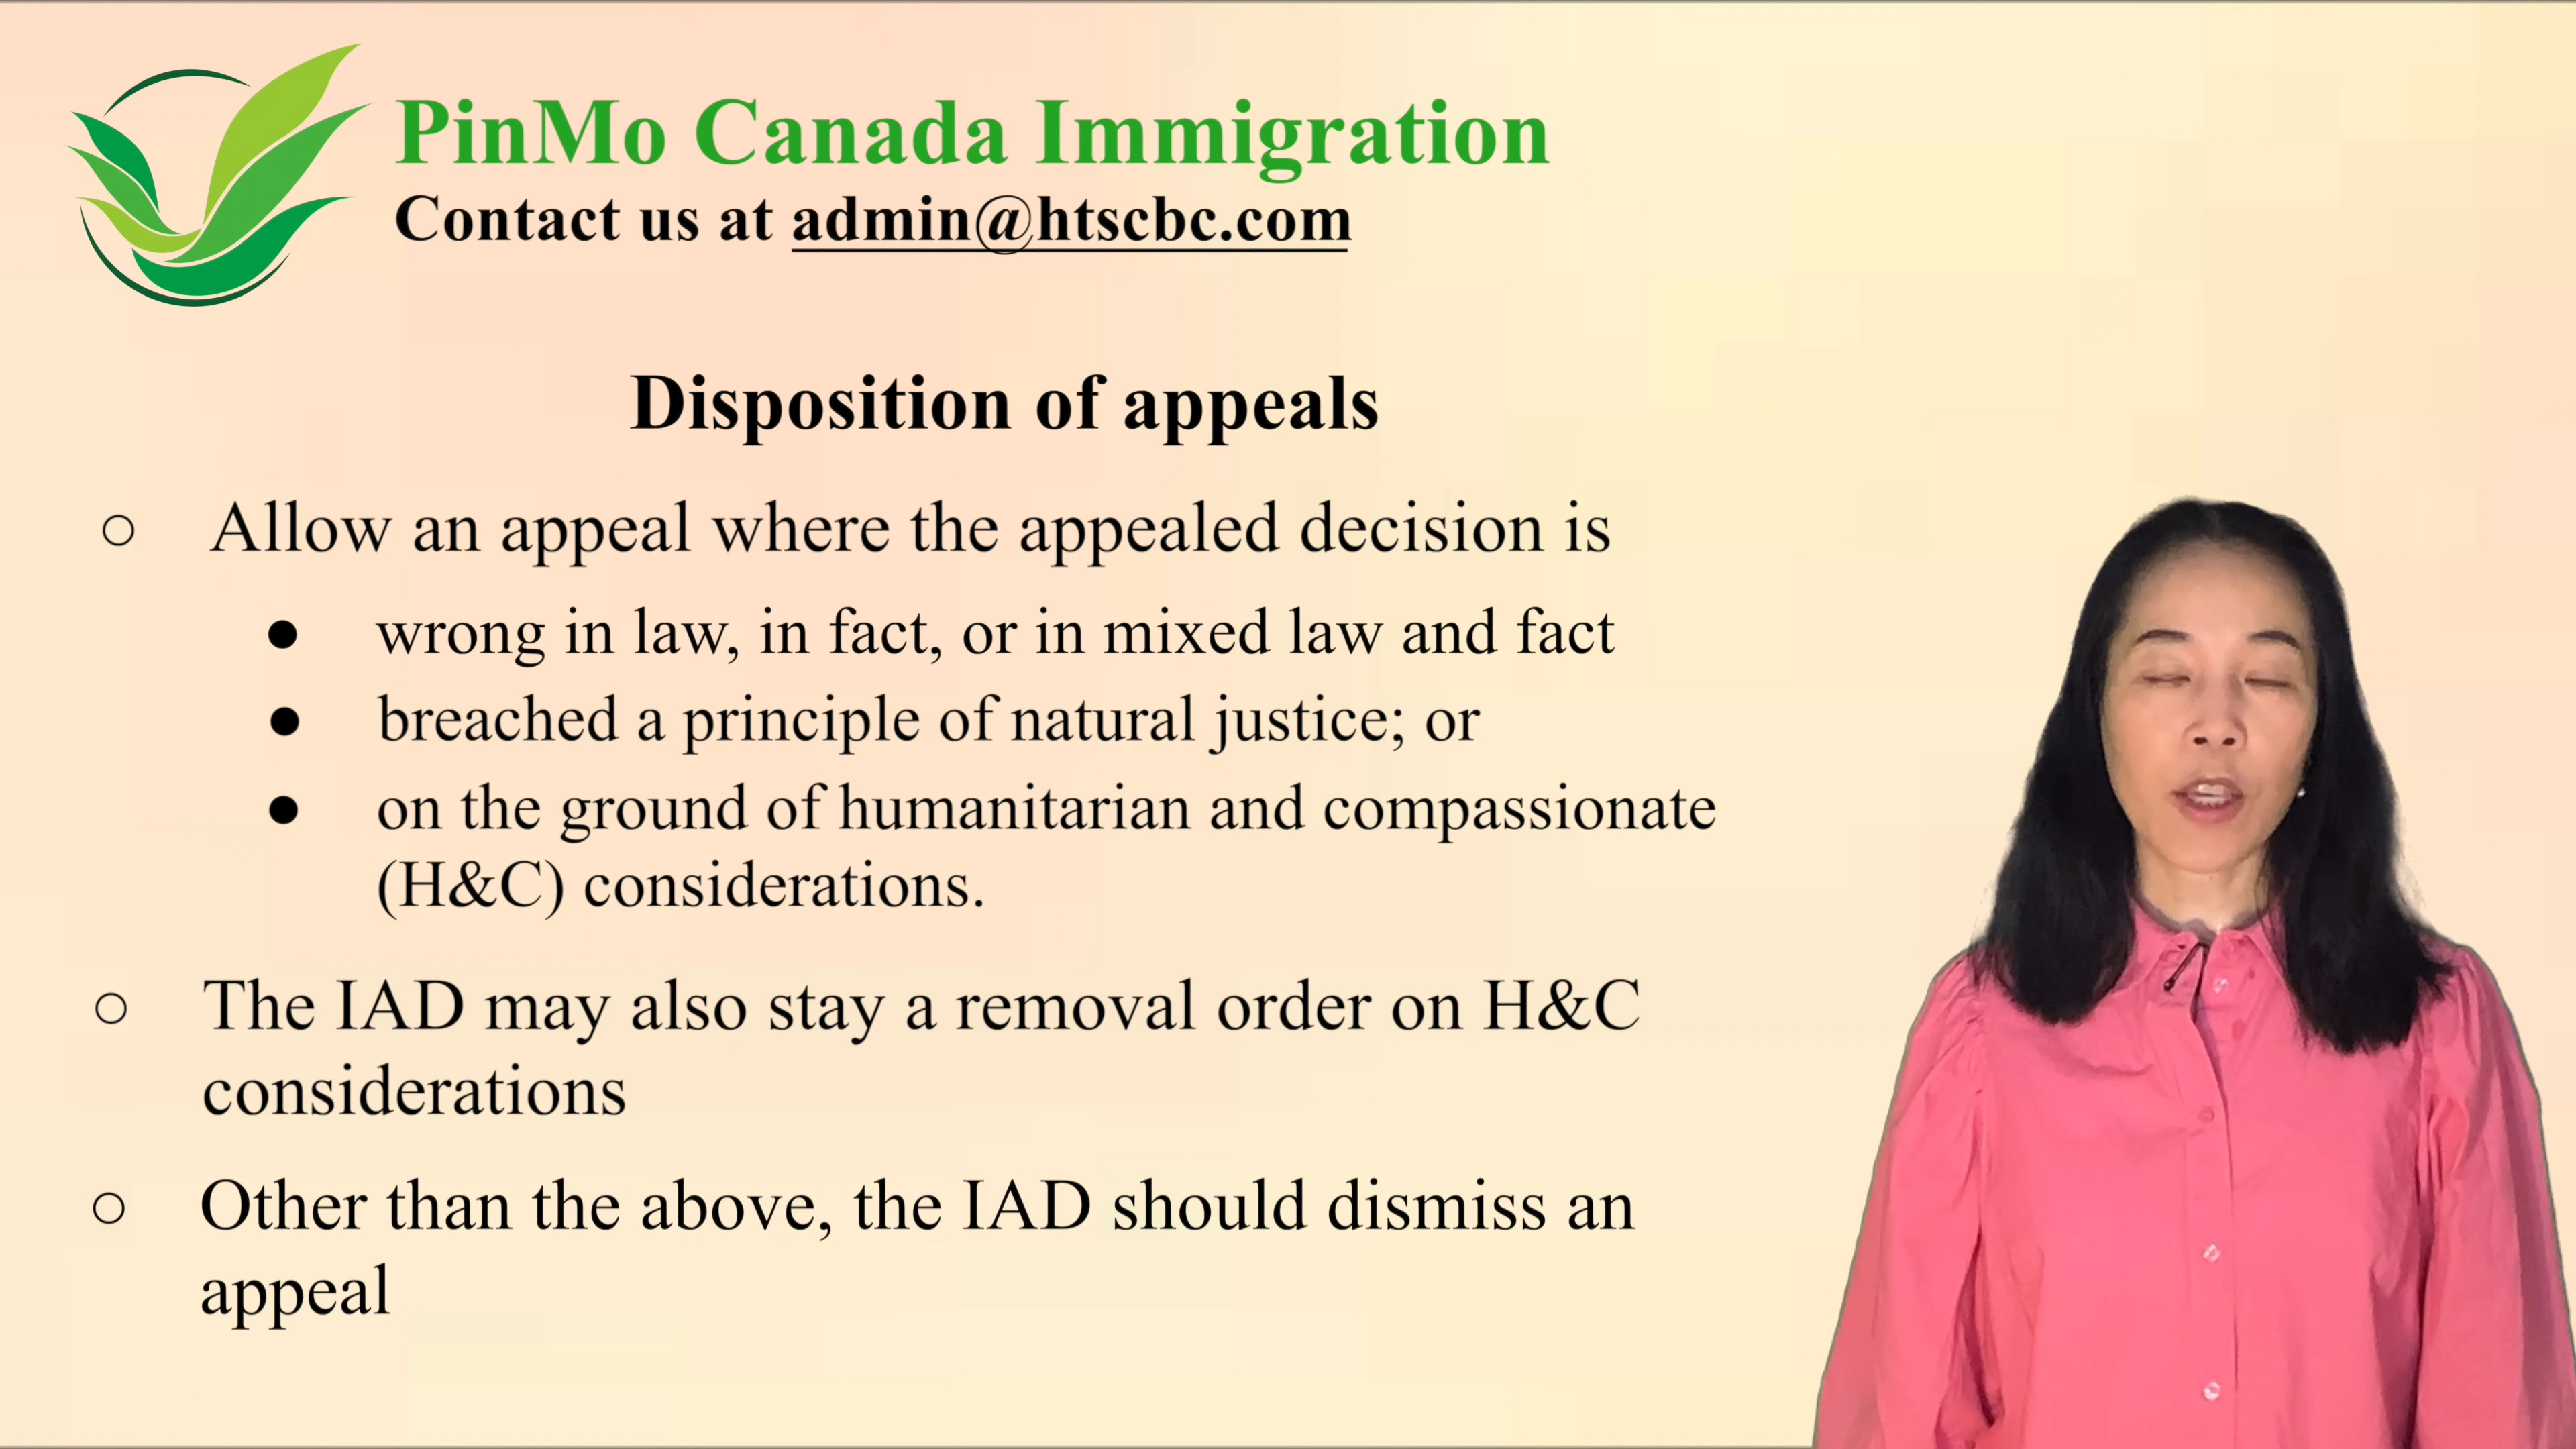 PinMo Canada Immigration
Contact us at admin@htscbc.com
Disposition of appeals
○ Allow an appeal where the appealed decision is
● wrong in law, in fact, or in mixed law and fact
● breached a principle of natural justice; or
● on the ground of humanitarian and compassionate
(H&C) considerations.
○ The IAD may also stay a removal order on H&C
considerations
○ Other than the above, the IAD should dismiss an
appeal